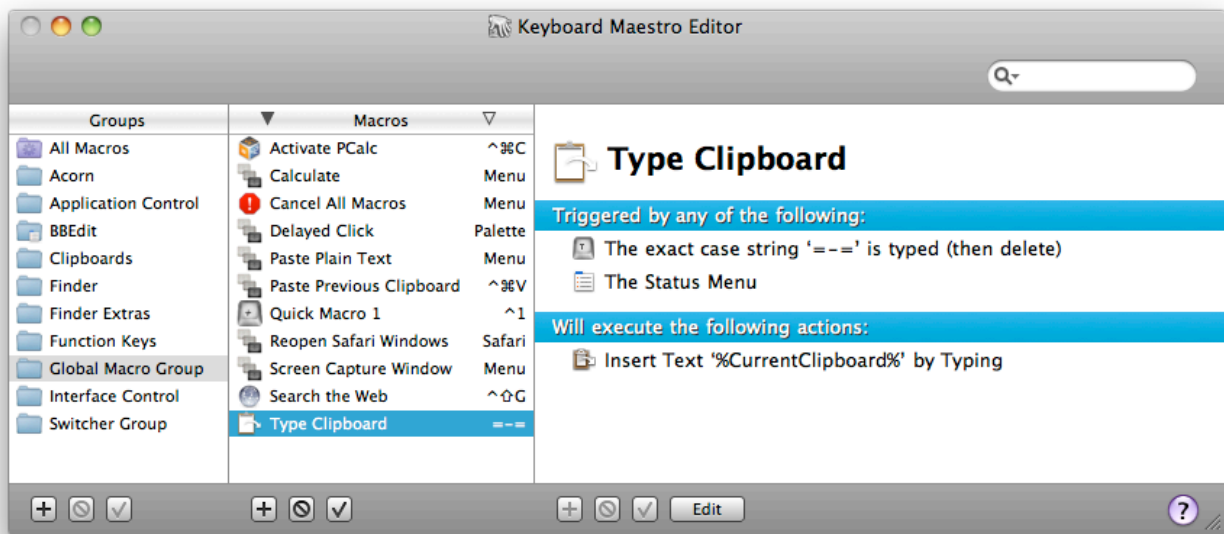 Keyboard Maestro Editor
Groups
All Macros
Acorn
Application Control
BBEdit
Clipboards
Finder
Finder Extras
Function Keys
Global Macro Group
Interface Control
Switcher Group
Macros
Activate PCalc ^⌘C
Calculate Menu
Cancel All Macros Menu
Delayed Click Palette
Paste Plain Text Menu
Paste Previous Clipboard ^⌘V
Quick Macro 1 ^1
Reopen Safari Windows Safari
Screen Capture Window Menu
Search the Web ^⇧G
Type Clipboard =-=
Type Clipboard
Triggered by any of the following:
The exact case string ‘=-=’ is typed (then delete)
The Status Menu
Will execute the following actions:
Insert Text ‘%CurrentClipboard%’ by Typing
Edit
?